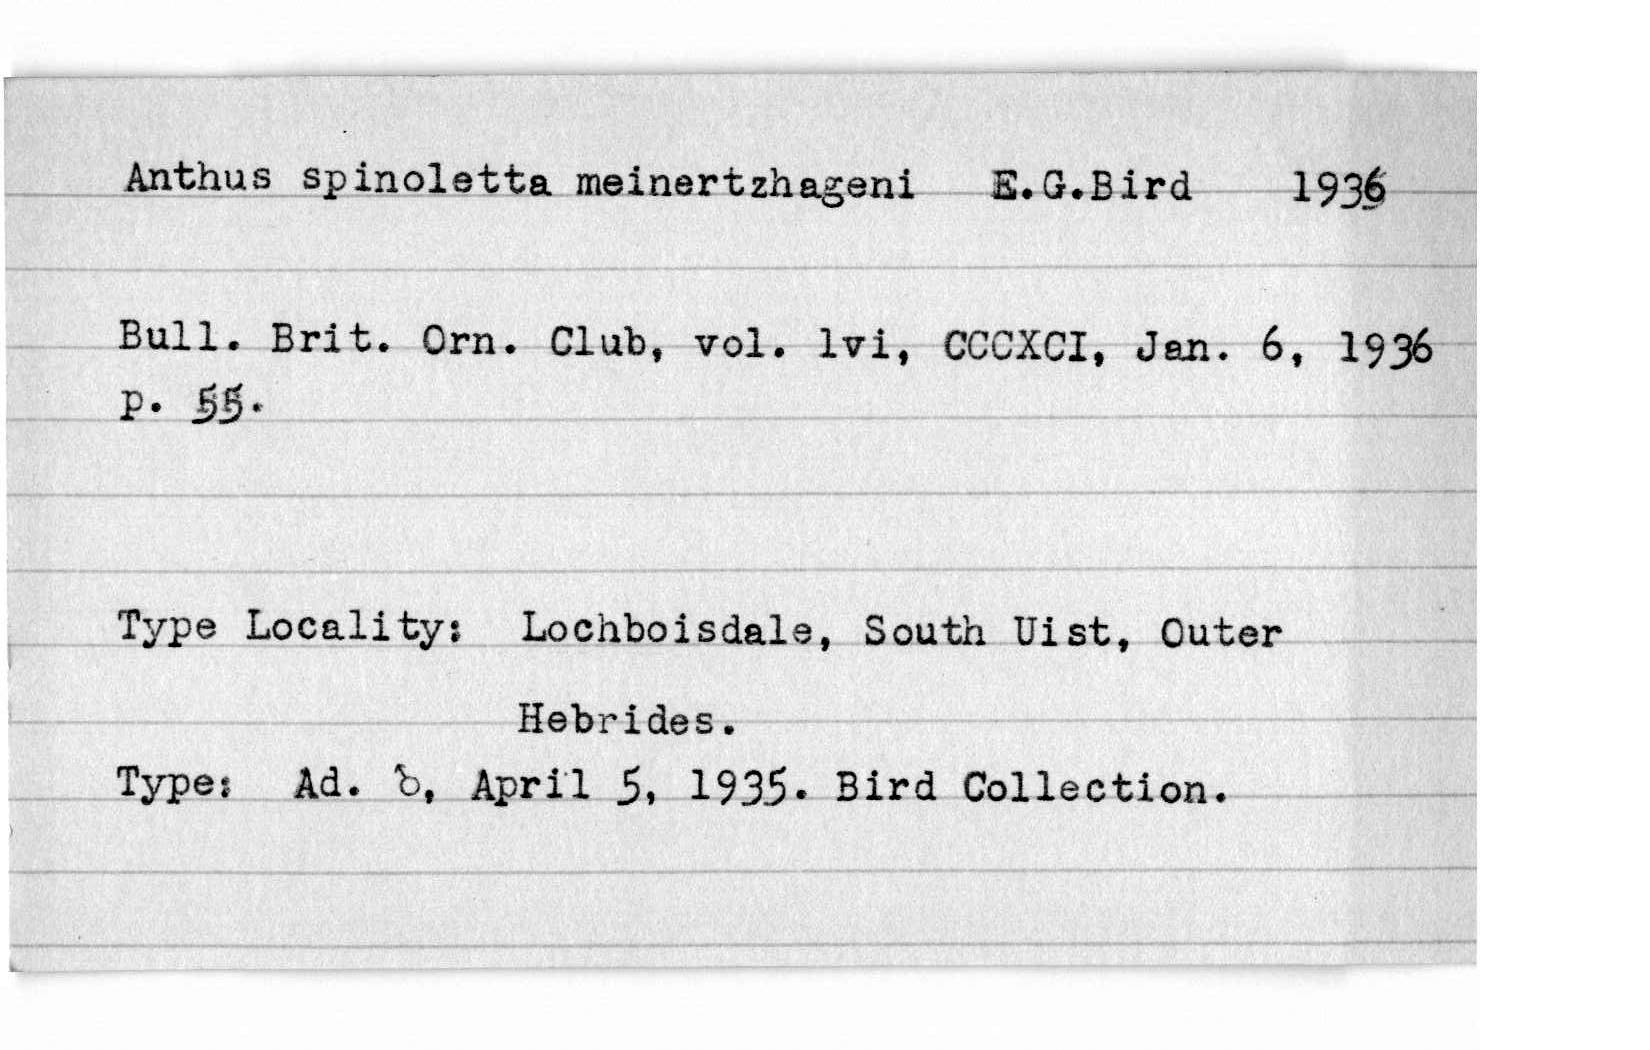 Anthus spinoletta meinertzhageni E.G.Bird 1936
Bull. Brit. Orn. Club, vol. lvi, CCCXCI, Jan. 6, 1936
p. 55.
Type Locality: Lochboisdale, South Uist, Outer
Hebrides.
Type: Ad. ♂, April 5, 1935. Bird Collection.